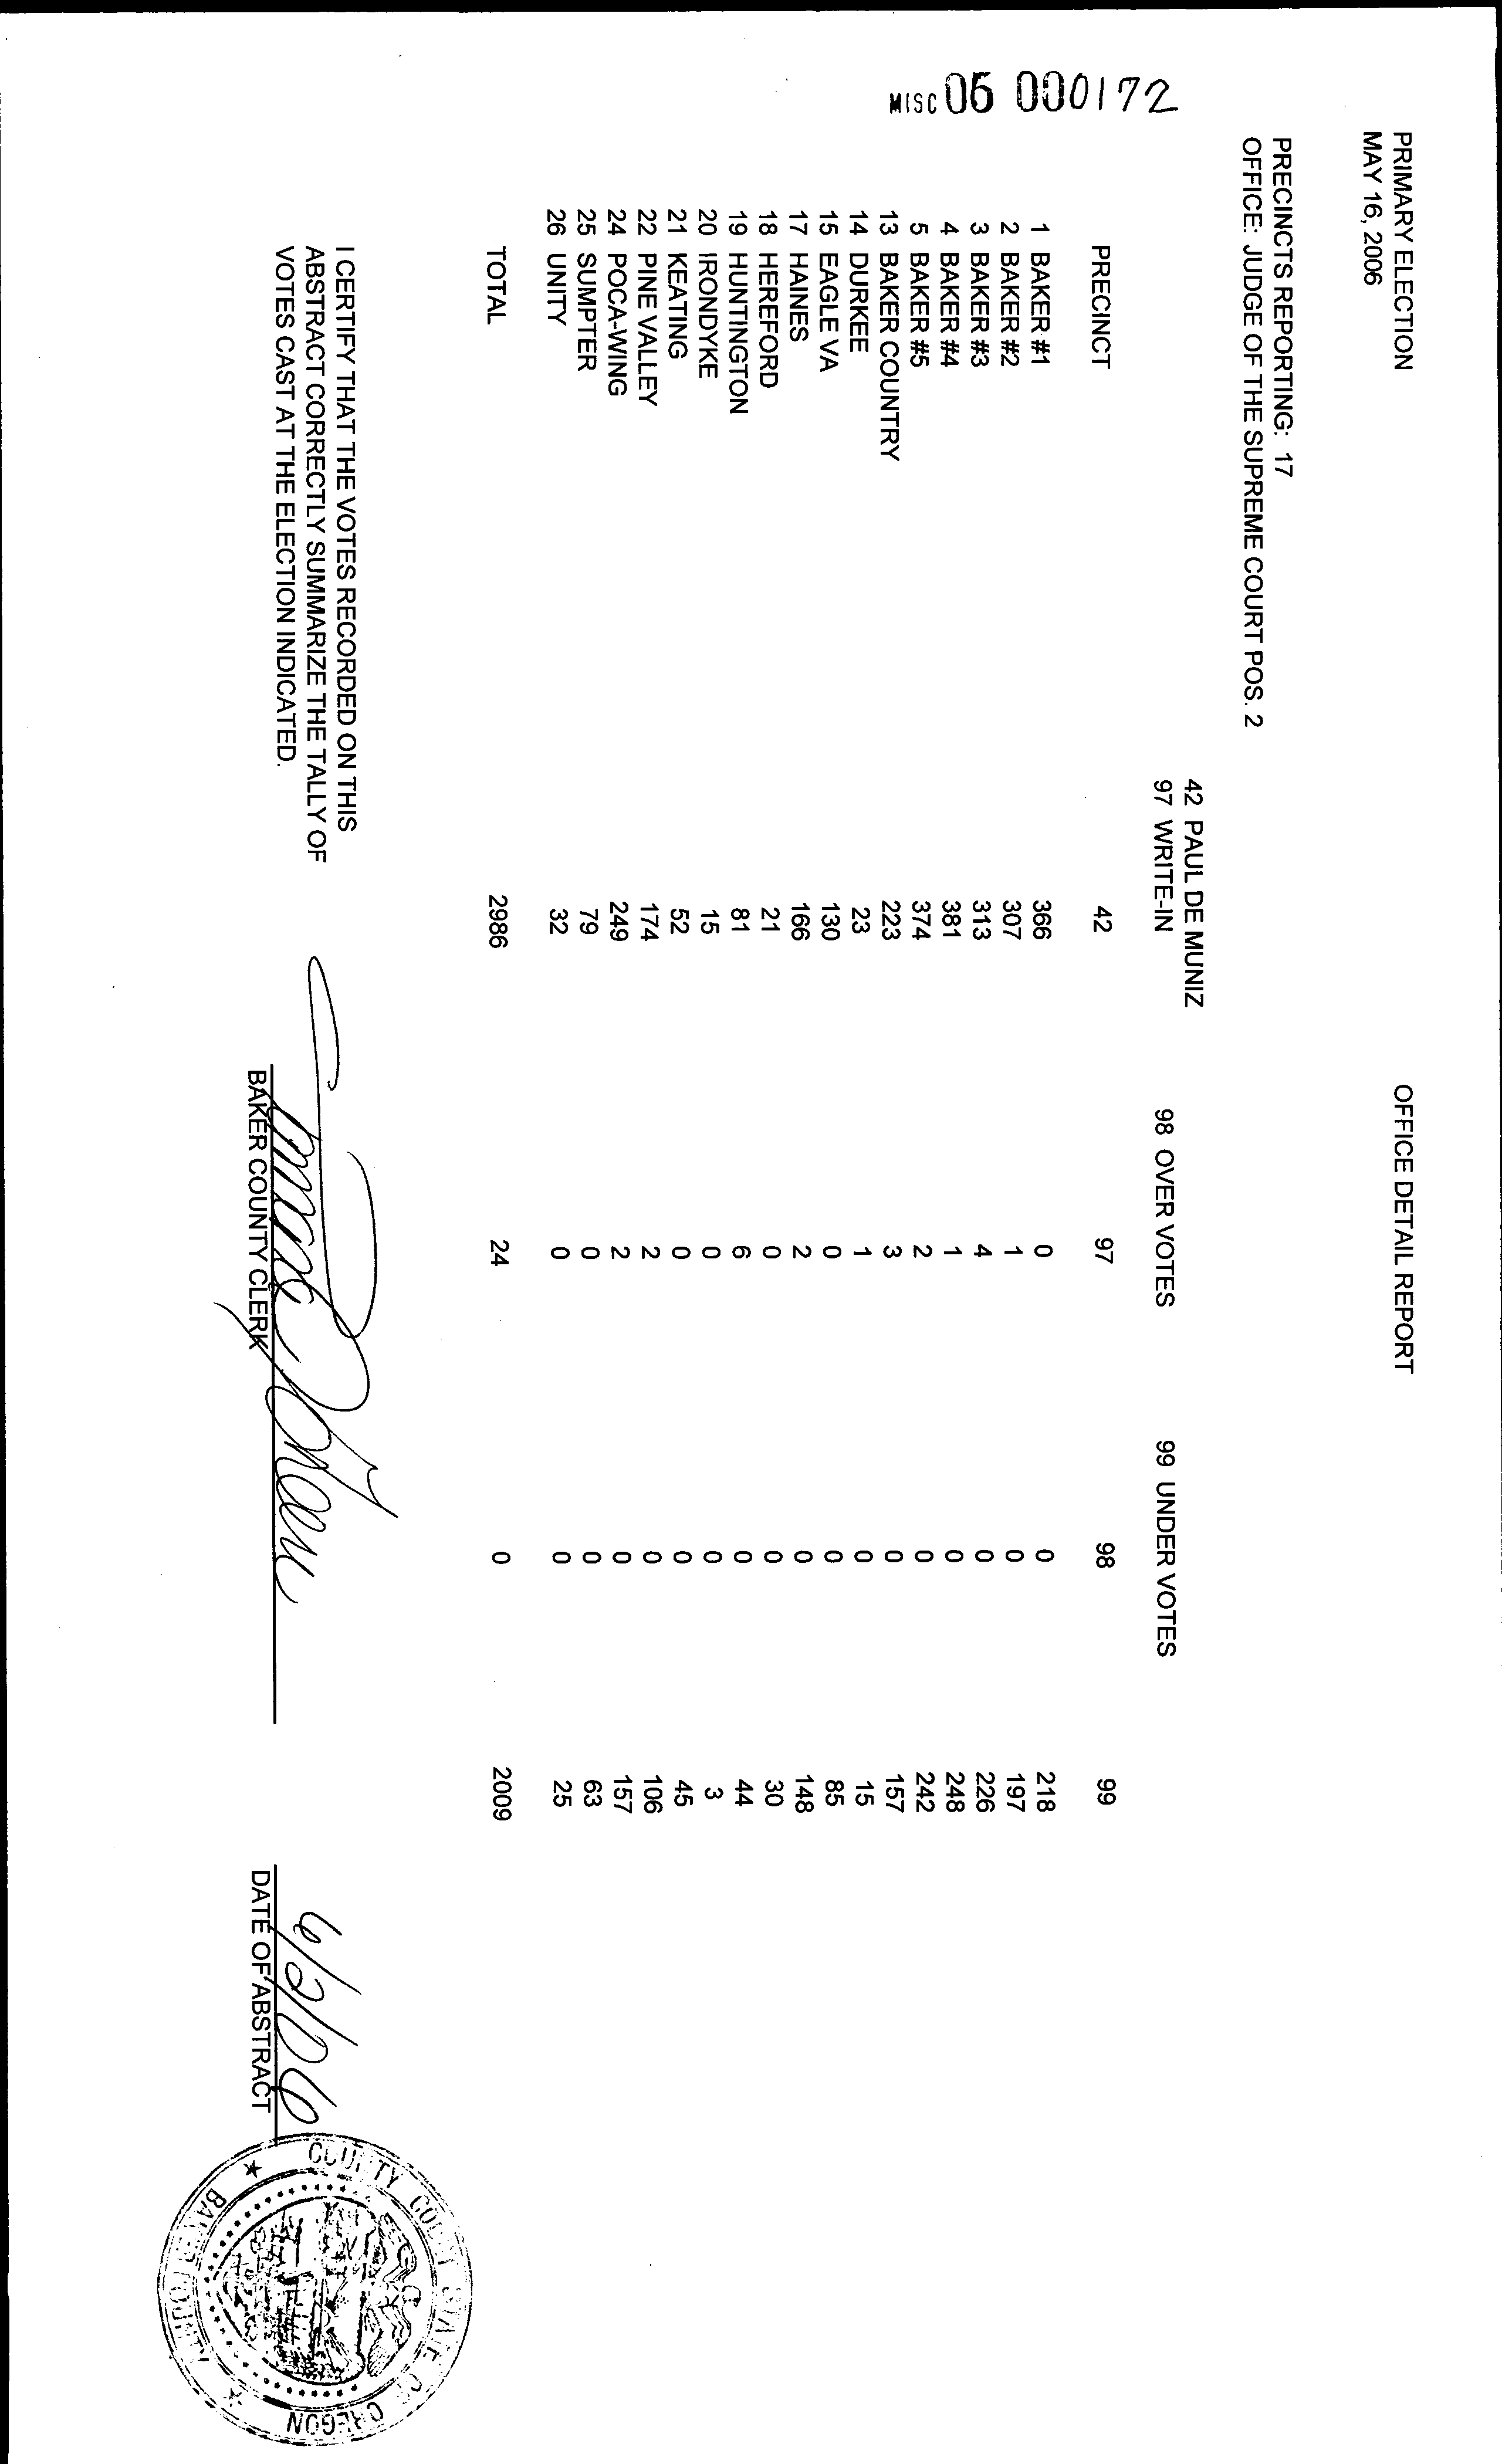 MISC 06 000172
PRIMARY ELECTION OFFICE DETAIL REPORT
MAY 16, 2006
PRECINCTS REPORTING: 17
OFFICE: JUDGE OF THE SUPREME COURT POS. 2
42 PAUL DE MUNIZ
97 WRITE-IN 98 OVER VOTES 99 UNDER VOTES
PRECINCT 42 97 98 99
1 BAKER #1 366 0 0 218
2 BAKER #2 307 1 0 197
3 BAKER #3 313 4 0 226
4 BAKER #4 381 1 0 248
5 BAKER #5 374 2 0 242
13 BAKER COUNTRY 223 3 0 157
14 DURKEE 23 1 0 15
15 EAGLE VA 130 0 0 85
17 HAINES 166 2 0 148
18 HEREFORD 21 0 0 30
19 HUNTINGTON 81 6 0 44
20 IRONDYKE 15 0 0 3
21 KEATING 52 0 0 45
22 PINE VALLEY 174 2 0 106
24 POCA-WING 249 2 0 157
25 SUMPTER 79 0 0 63
26 UNITY 32 0 0 25
TOTAL 2986 24 0 2009
I CERTIFY THAT THE VOTES RECORDED ON THIS
ABSTRACT CORRECTLY SUMMARIZE THE TALLY OF
VOTES CAST AT THE ELECTION INDICATED.
6/2/06
BAKER COUNTY CLERK DATE OF ABSTRACT
COUNTY COURT STATE OF OREGON
BAKER COUNTY